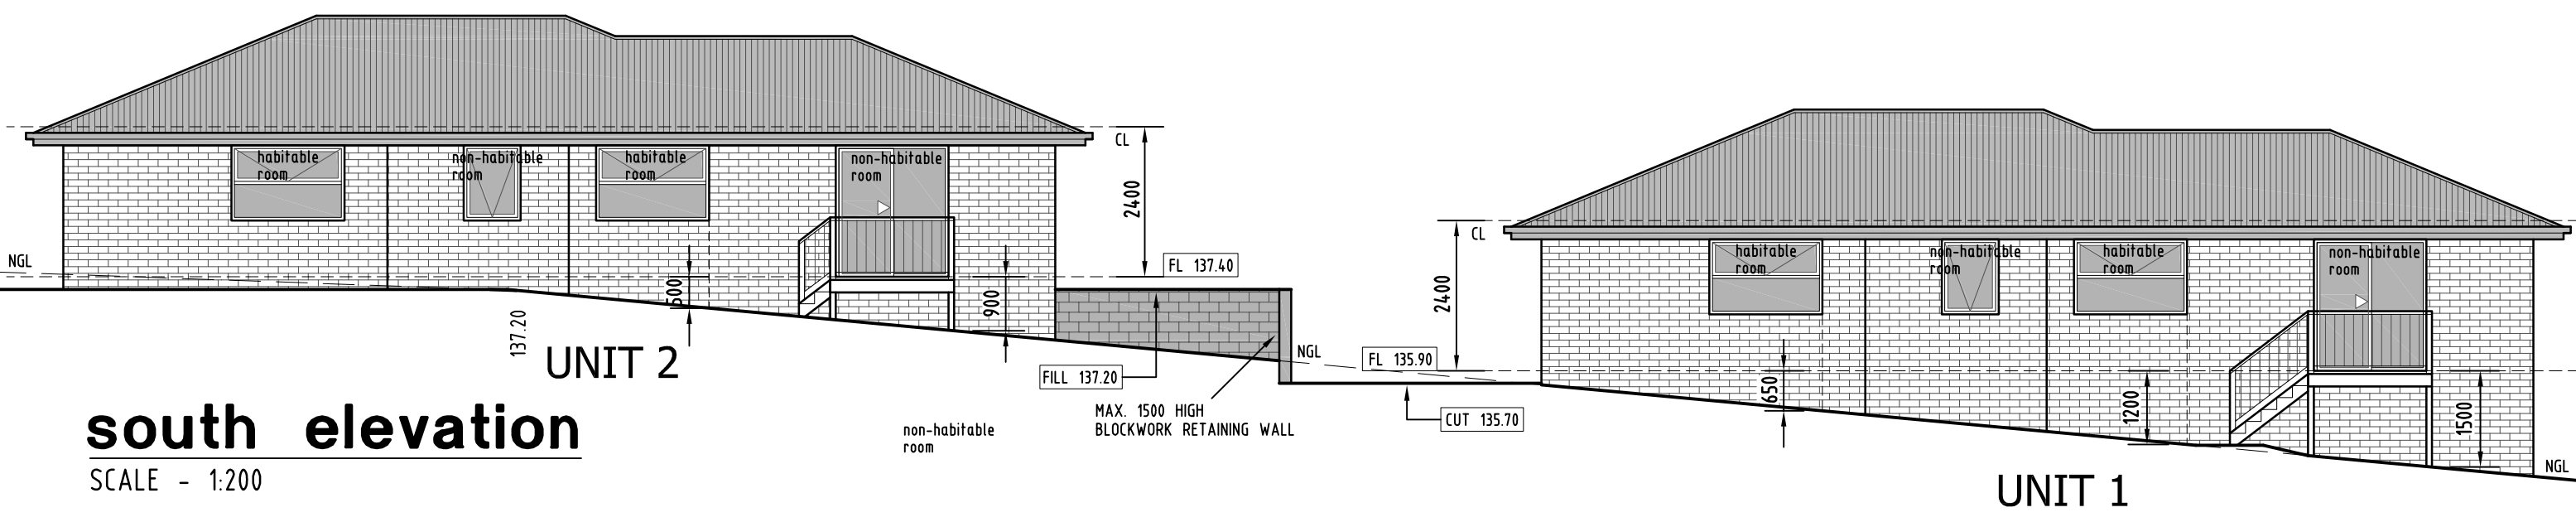 habitable
room
non-habitable
room
habitable
room
non-habitable
room
CL
2400
NGL
FL 137.40
500
900
137.20
UNIT 2
FILL 137.20
MAX. 1500 HIGH
BLOCKWORK RETAINING WALL
NGL
non-habitable
room
south elevation
SCALE - 1:200
CL
2400
FL 135.90
CUT 135.70
habitable
room
non-habitable
room
habitable
room
non-habitable
room
650
1200
1500
NGL
UNIT 1